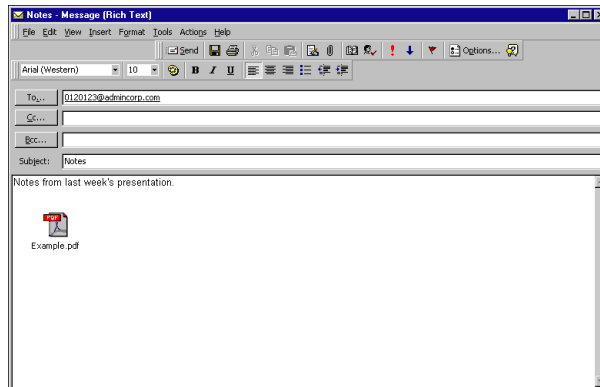 Notes - Message (Rich Text)
File Edit View Insert Format Tools Actions Help
Send Options...
Arial (Western) 10 B I U
To... 0120123@admincorp.com
Cc...
Bcc...
Subject: Notes
Notes from last week's presentation.
PDF
Example.pdf